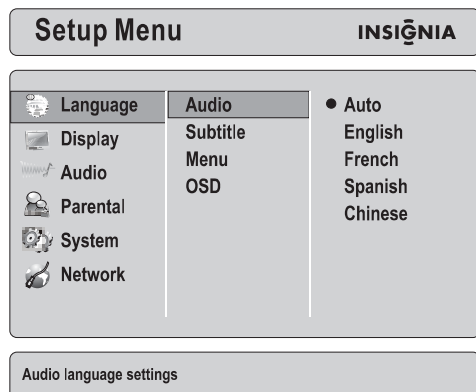 Setup Menu
INSIGNIA
Language
Display
Audio
Parental
System
Network
Audio
Subtitle
Menu
OSD
Auto
English
French
Spanish
Chinese
Audio language settings